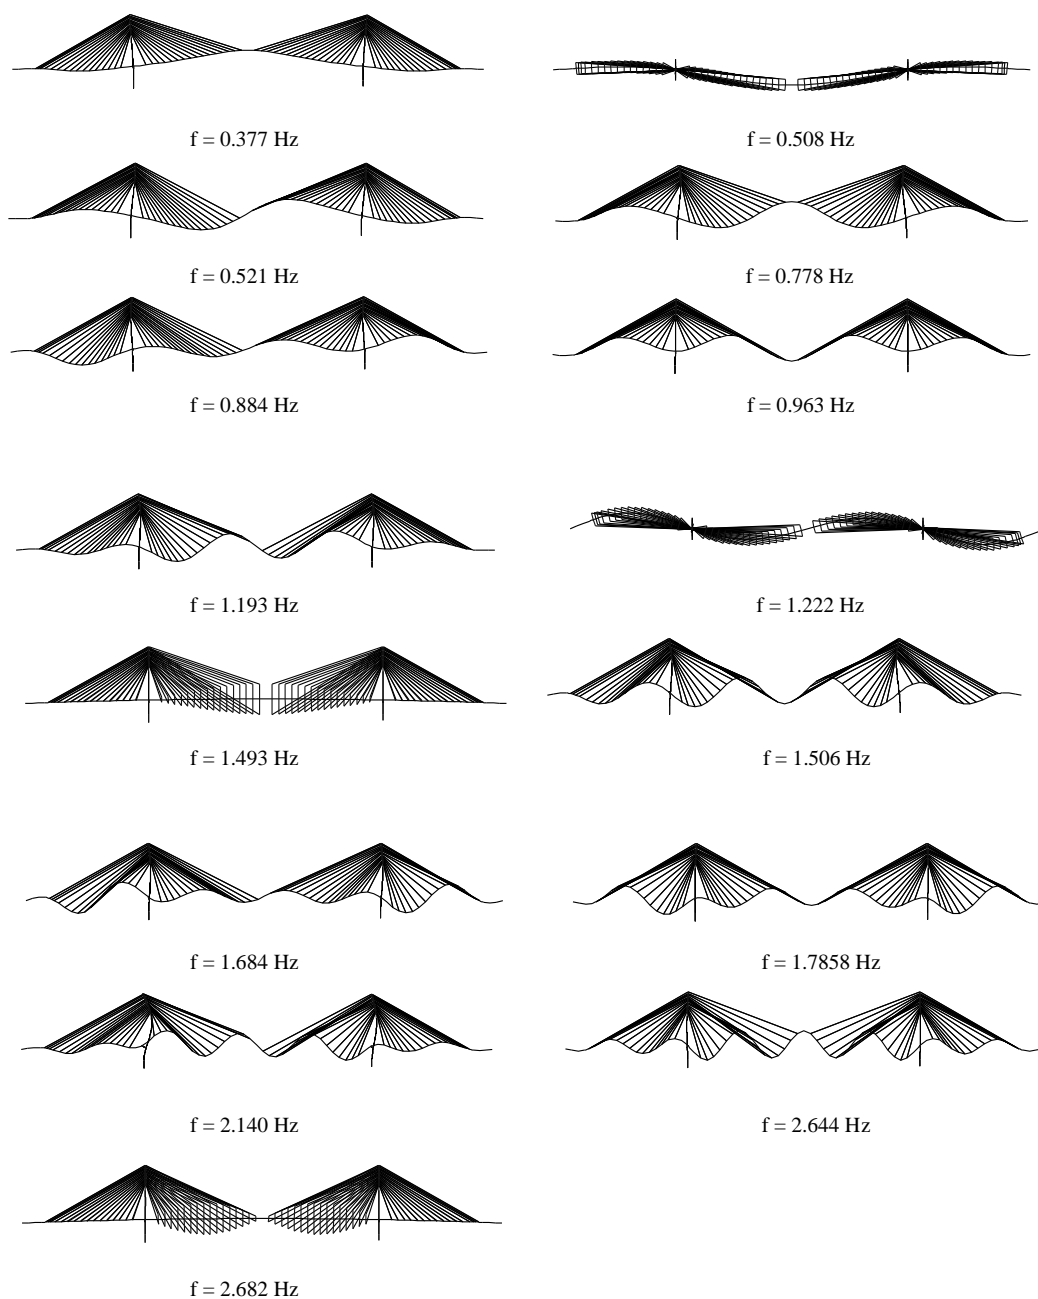 f = 0.377 Hz
f = 0.508 Hz
f = 0.521 Hz
f = 0.778 Hz
f = 0.884 Hz
f = 0.963 Hz
f = 1.193 Hz
f = 1.222 Hz
f = 1.493 Hz
f = 1.506 Hz
f = 1.684 Hz
f = 1.7858 Hz
f = 2.140 Hz
f = 2.644 Hz
f = 2.682 Hz